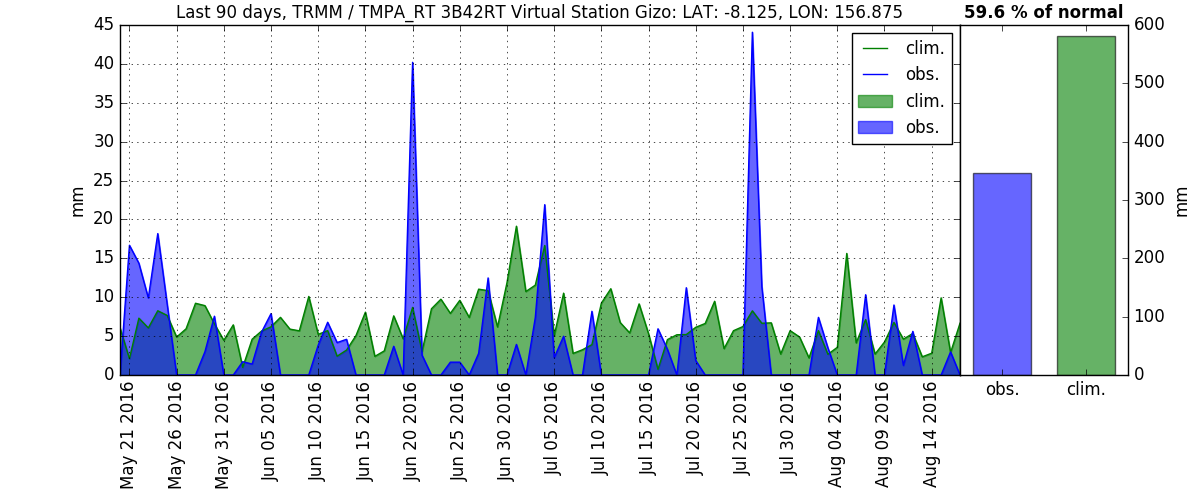 Last 90 days, TRMM / TMPA_RT 3B42RT Virtual Station Gizo: LAT: -8.125, LON: 156.875
59.6 % of normal
mm
45
40
35
30
25
20
15
10
5
0
clim.
obs.
clim.
obs.
May 21 2016
May 26 2016
May 31 2016
Jun 05 2016
Jun 10 2016
Jun 15 2016
Jun 20 2016
Jun 25 2016
Jun 30 2016
Jul 05 2016
Jul 10 2016
Jul 15 2016
Jul 20 2016
Jul 25 2016
Jul 30 2016
Aug 04 2016
Aug 09 2016
Aug 14 2016
600
500
400
300
200
100
0
mm
obs.
clim.